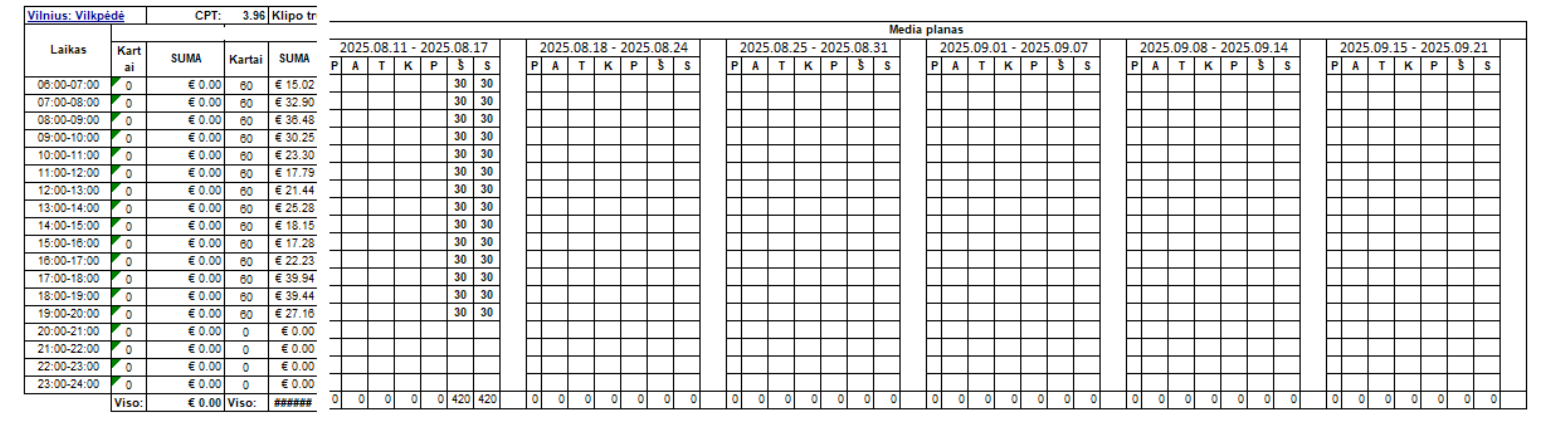 Vilnius: Vilkpėdė CPT: 3.96 Klipo tr
Media planas
Laikas Kartai SUMA Kartai SUMA 2025.08.11 - 2025.08.17 2025.08.18 - 2025.08.24 2025.08.25 - 2025.08.31 2025.09.01 - 2025.09.07 2025.09.08 - 2025.09.14 2025.09.15 - 2025.09.21
P A T K P Š S P A T K P Š S P A T K P Š S P A T K P Š S P A T K P Š S P A T K P Š S
06:00-07:00 0 € 0.00 60 € 15.02 30 30
07:00-08:00 0 € 0.00 60 € 32.90 30 30
08:00-09:00 0 € 0.00 60 € 36.48 30 30
09:00-10:00 0 € 0.00 60 € 30.25 30 30
10:00-11:00 0 € 0.00 60 € 23.30 30 30
11:00-12:00 0 € 0.00 60 € 17.79 30 30
12:00-13:00 0 € 0.00 60 € 21.44 30 30
13:00-14:00 0 € 0.00 60 € 25.28 30 30
14:00-15:00 0 € 0.00 60 € 18.15 30 30
15:00-16:00 0 € 0.00 60 € 17.28 30 30
16:00-17:00 0 € 0.00 60 € 22.23 30 30
17:00-18:00 0 € 0.00 60 € 39.94 30 30
18:00-19:00 0 € 0.00 60 € 39.44 30 30
19:00-20:00 0 € 0.00 60 € 27.16 30 30
20:00-21:00 0 € 0.00 0 € 0.00
21:00-22:00 0 € 0.00 0 € 0.00
22:00-23:00 0 € 0.00 0 € 0.00
23:00-24:00 0 € 0.00 0 € 0.00
Viso: € 0.00 Viso: ###### 0 0 0 0 0 420 420 0 0 0 0 0 0 0 0 0 0 0 0 0 0 0 0 0 0 0 0 0 0 0 0 0 0 0 0 0 0 0 0 0 0 0